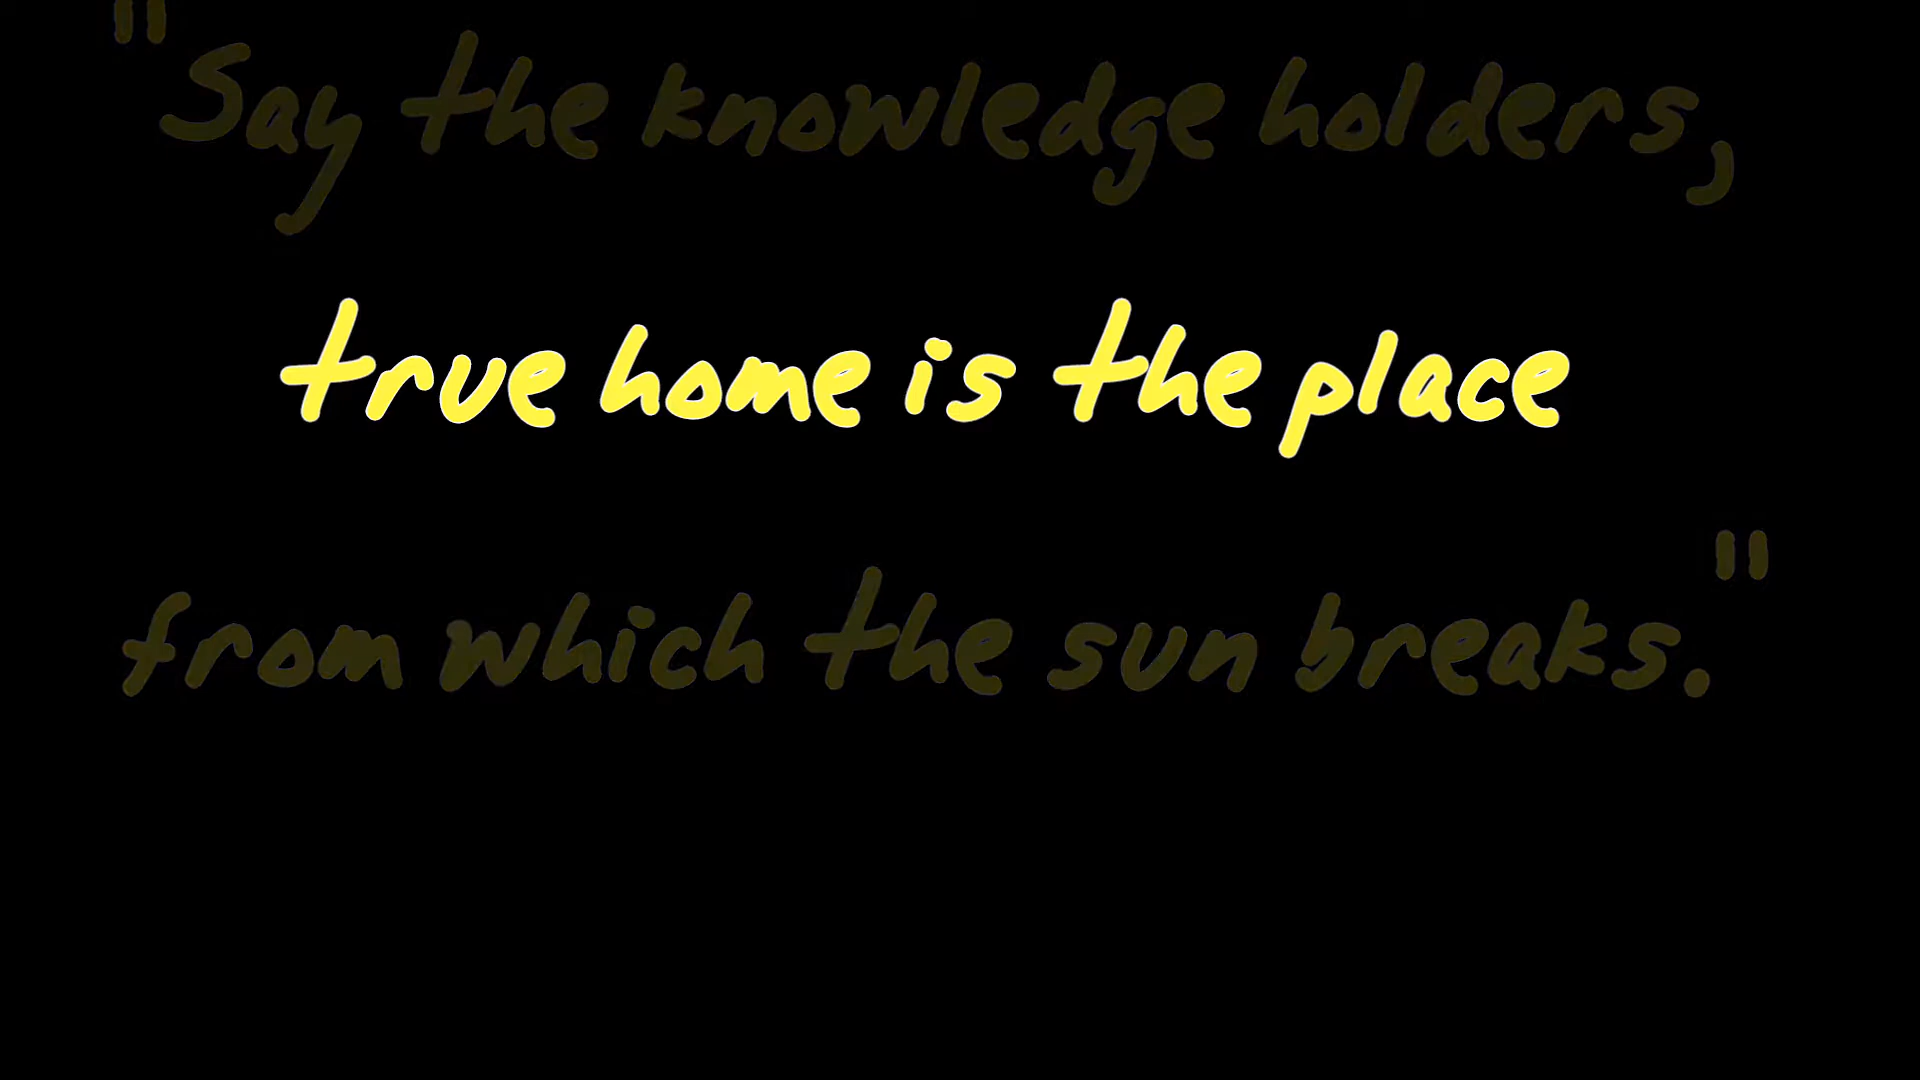 "Say the knowledge holders,
true home is the place
from which the sun breaks."